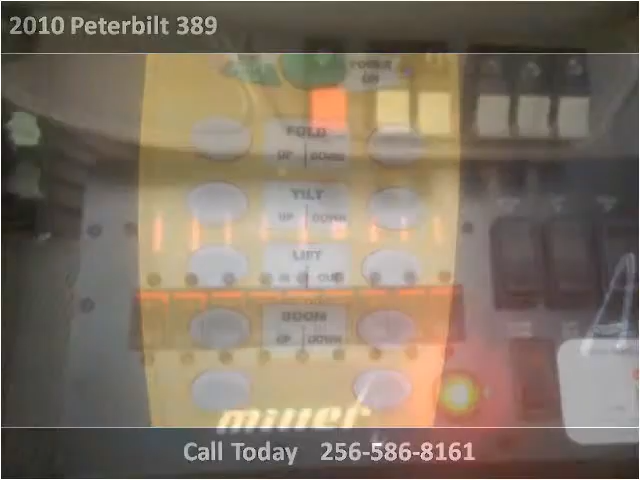 2010 Peterbilt 389
POWER
ON
FOLD
UP DOWN
TILT
UP DOWN
LIFT
IN OUT
BOOM
UP DOWN
miller
Call Today 256-586-8161